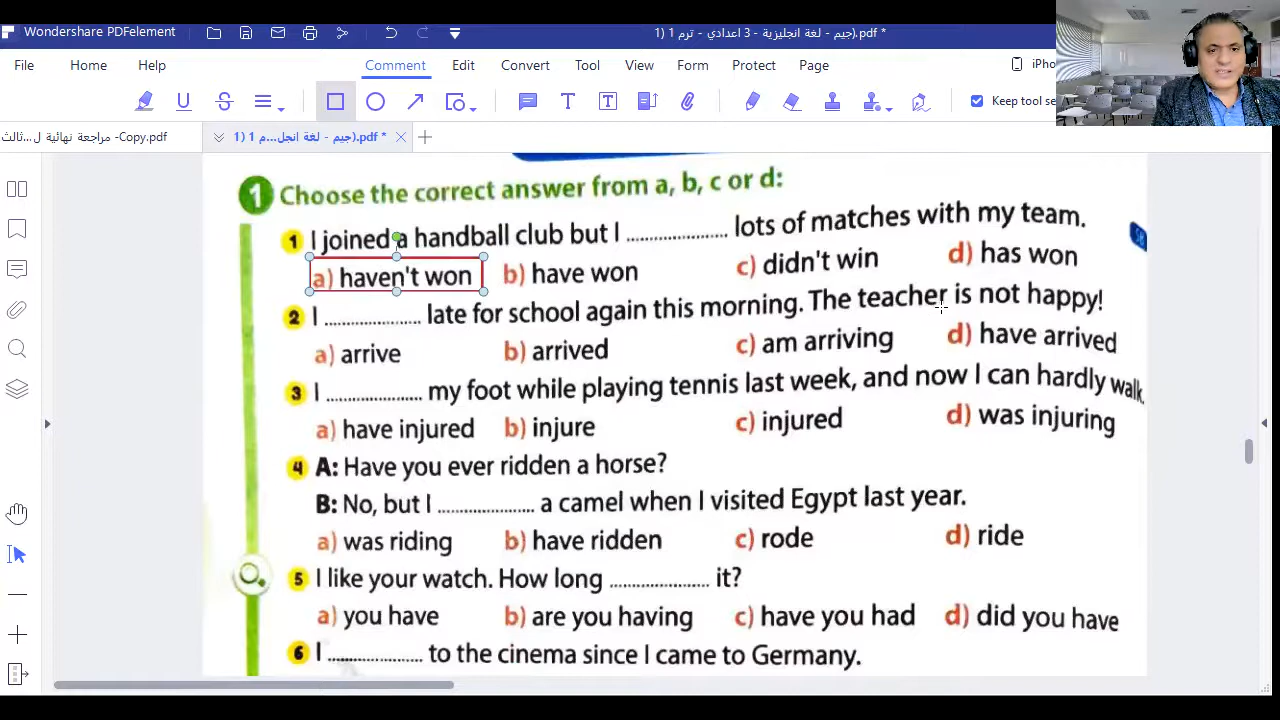 Wondershare PDFelement
(جيم - لغة انجليزية - 3 اعدادي - ترم 1 (1.pdf *
File Home Help Comment Edit Convert Tool View Form Protect Page iPho
Keep tool se
مراجعة نهائية ل ...ثالث -Copy.pdf
(جيم - لغة انجل...م 1 (1.pdf *
1 Choose the correct answer from a, b, c or d:
1 I joined a handball club but I ..................... lots of matches with my team.
a) haven't won b) have won c) didn't win d) has won
SB
2 I .................... late for school again this morning. The teacher is not happy!
a) arrive b) arrived c) am arriving d) have arrived
3 I .................... my foot while playing tennis last week, and now I can hardly walk.
a) have injured b) injure c) injured d) was injuring
4 A: Have you ever ridden a horse?
B: No, but I .................... a camel when I visited Egypt last year.
a) was riding b) have ridden c) rode d) ride
5 I like your watch. How long .................... it?
a) you have b) are you having c) have you had d) did you have
6 I .................... to the cinema since I came to Germany.